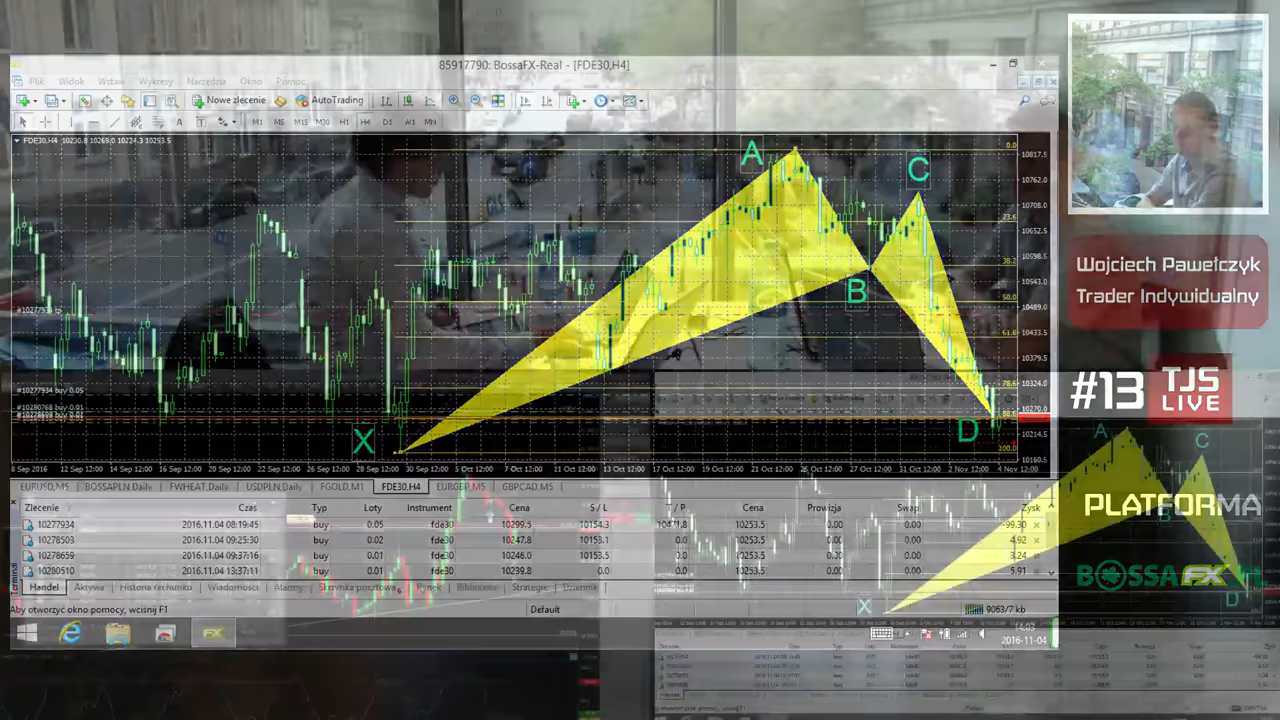 85917790: BossaFX-Real - [FDE30,H4]
Plik Widok Wstaw Wykresy Narzędzia Okno Pomoc
Nowe zlecenie AutoTrading
M1 M5 M15 M30 H1 H4 D1 W1 MN
FDE30,H4 10230.8 10269.0 10224.3 10293.5
A
C
B
X
D
0.0
23.6
38.2
50.0
61.8
78.6
88.6
100.0
10817.5
10762.0
10708.0
10652.5
10598.5
10543.0
10489.0
10433.5
10379.5
10324.0
10270.0
10214.5
10160.5
#10277934 tp
#10277934 buy 0.05
#10280768 buy 0.01
8 Sep 2016 12 Sep 12:00 14 Sep 12:00 16 Sep 12:00 20 Sep 12:00 22 Sep 12:00 26 Sep 12:00 28 Sep 12:00 30 Sep 12:00 5 Oct 12:00 7 Oct 12:00 11 Oct 12:00 13 Oct 12:00 17 Oct 12:00 19 Oct 12:00 21 Oct 12:00 25 Oct 12:00 27 Oct 12:00 31 Oct 12:00 2 Nov 12:00 4 Nov 12:00
EURUSD,M5 BOSSAPLN,Daily FWHEAT,Daily USDPLN,Daily FGOLD,M1 FDE30,H4 EURGBP,M5 GBPCAD,M5
Zlecenie Czas Typ Loty Instrument Cena S / L T / P Cena Prowizja Swap Zysk
10277934 2016.11.04 08:19:45 buy 0.05 fde30 10299.5 10154.3 10471.8 10253.5 0.00 0.00 -99.30
10278503 2016.11.04 09:25:30 buy 0.02 fde30 10247.8 10153.1 0.0 10253.5 0.00 0.00 4.92
10278659 2016.11.04 09:37:16 buy 0.01 fde30 10246.0 10153.5 0.0 10253.5 0.00 0.00 3.24
10280510 2016.11.04 13:37:11 buy 0.01 fde30 10239.8 0.0 0.0 10253.5 0.00 0.00 5.91
Terminal
Handel Aktywa Historia rachunku Wiadomości Alarmy Skrzynka pocztowa Rynek Biblioteka Strategie Dziennik
Aby otworzyć okno pomocy, wciśnij F1 Default 9063/7 kb
FX
14:03
2016-11-04
Wojciech Pawełczyk
Trader Indywidualny
#13 TJS
LIVE
A
C
B
X
D
PLATFORMA
BOSSAFX.PL